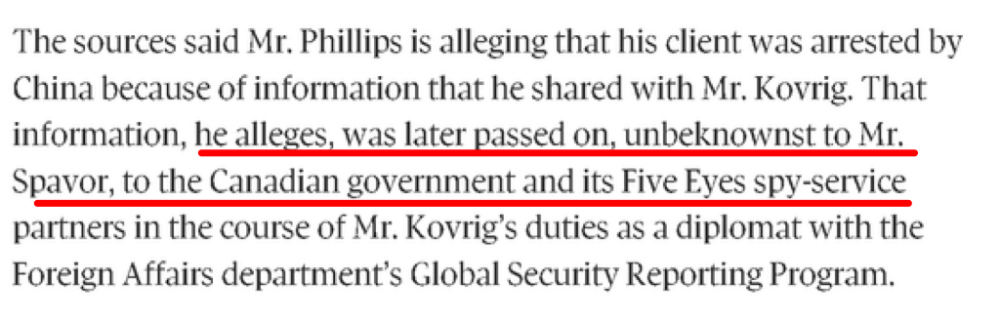 The sources said Mr. Phillips is alleging that his client was arrested by
China because of information that he shared with Mr. Kovrig. That
information, he alleges, was later passed on, unbeknownst to Mr.
Spavor, to the Canadian government and its Five Eyes spy-service
partners in the course of Mr. Kovrig’s duties as a diplomat with the
Foreign Affairs department’s Global Security Reporting Program.